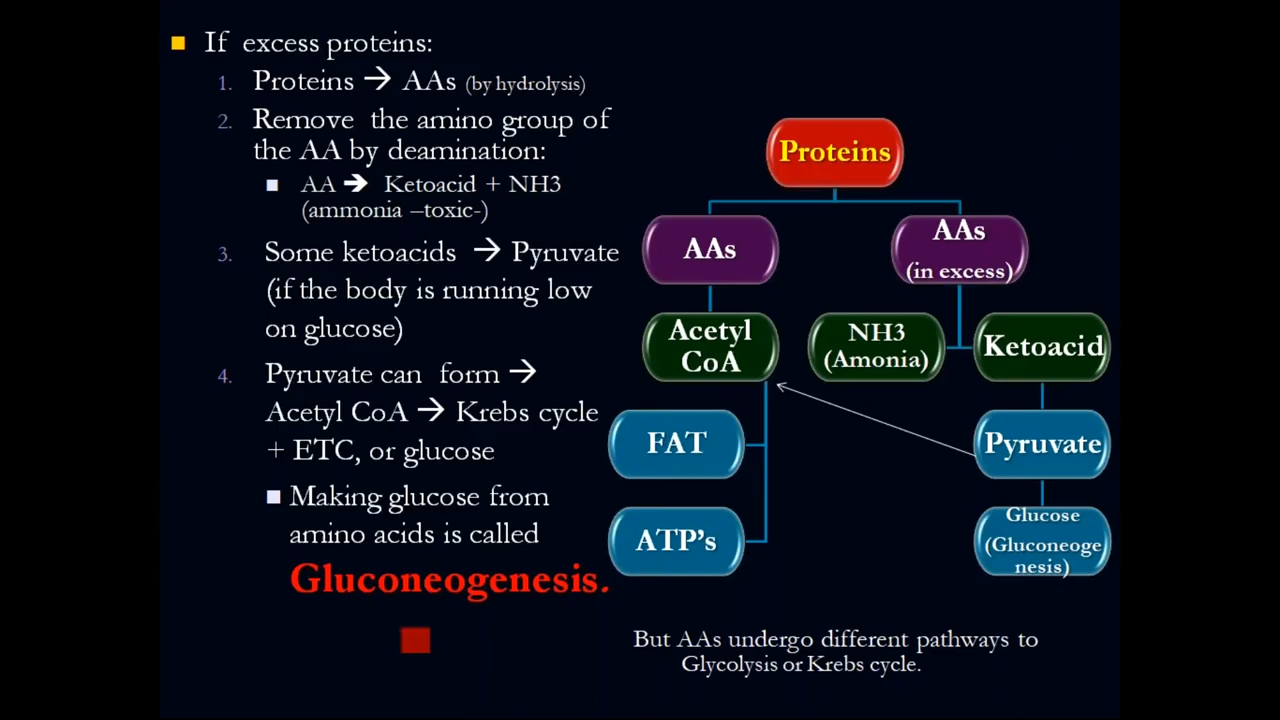 If excess proteins:
1. Proteins → AAs (by hydrolysis)
2. Remove the amino group of
the AA by deamination:
AA → Ketoacid + NH3
(ammonia –toxic-)
3. Some ketoacids → Pyruvate
(if the body is running low
on glucose)
4. Pyruvate can form →
Acetyl CoA → Krebs cycle
+ ETC, or glucose
Making glucose from
amino acids is called
Gluconeogenesis.
Proteins
AAs
AAs
(in excess)
Acetyl
CoA
NH3
(Amonia)
Ketoacid
FAT
Pyruvate
ATP's
Glucose
(Gluconeoge
nesis)
But AAs undergo different pathways to
Glycolysis or Krebs cycle.